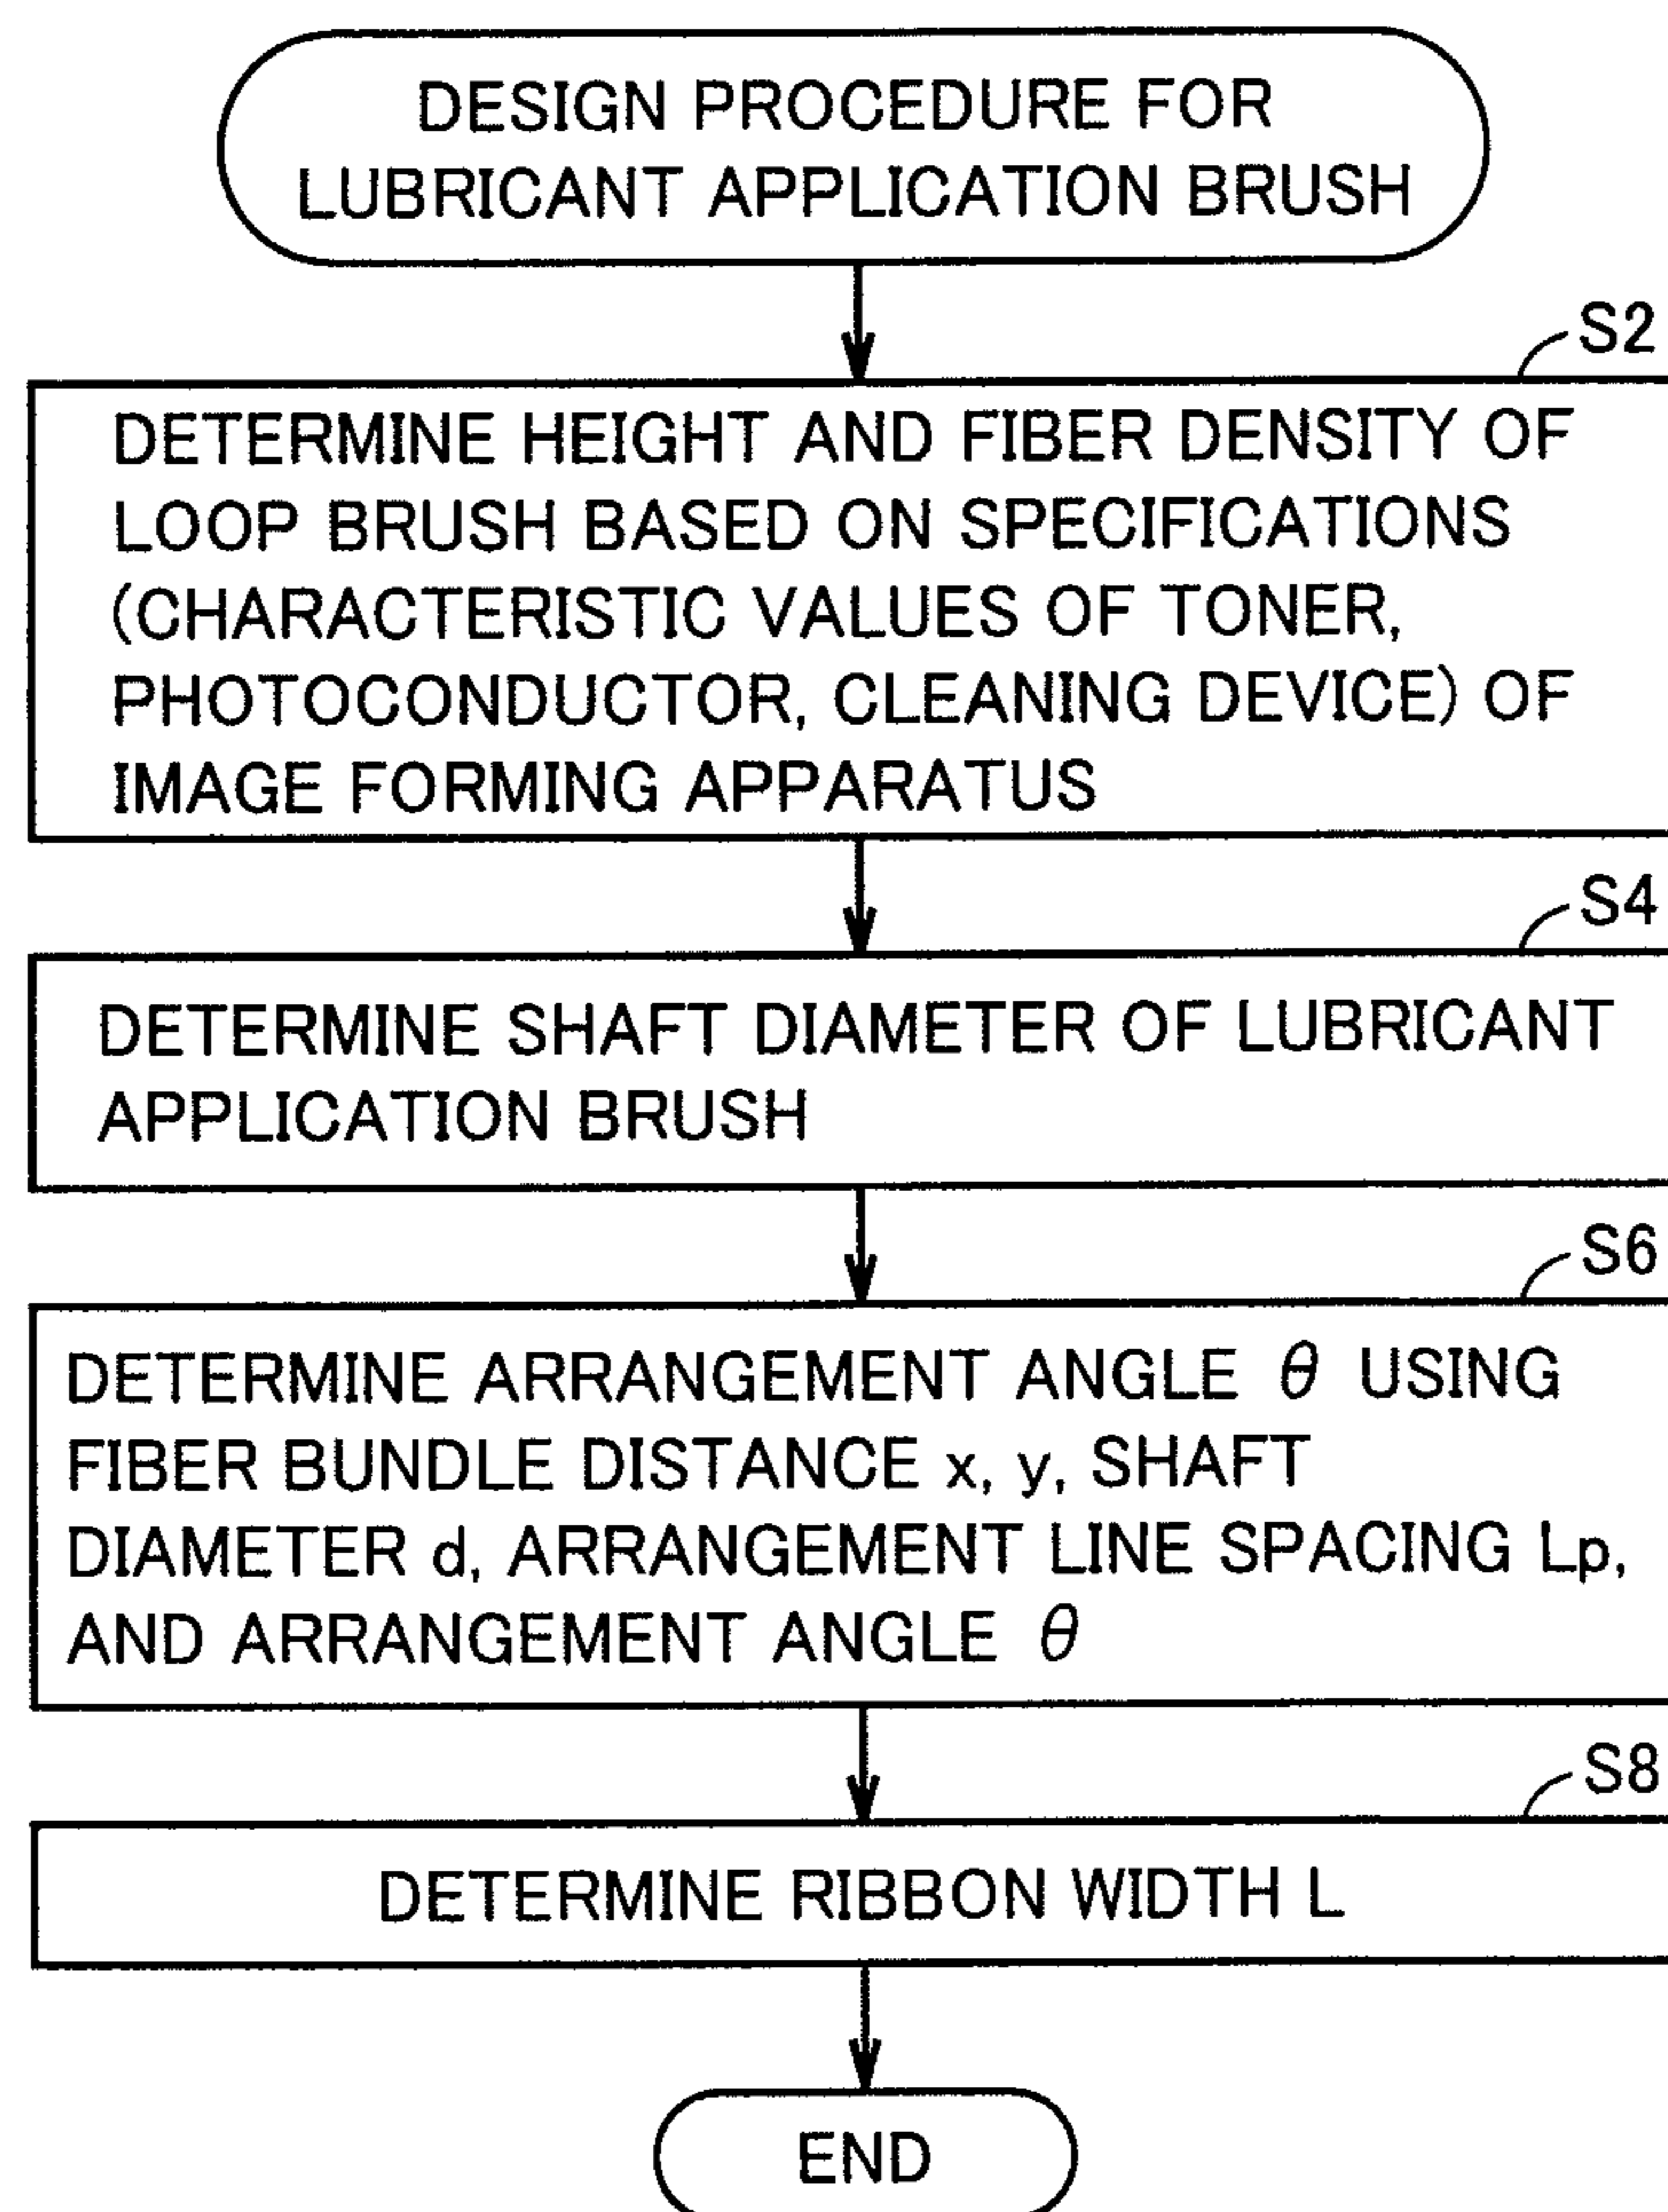 DESIGN PROCEDURE FOR
LUBRICANT APPLICATION BRUSH
S2
DETERMINE HEIGHT AND FIBER DENSITY OF
LOOP BRUSH BASED ON SPECIFICATIONS
(CHARACTERISTIC VALUES OF TONER,
PHOTOCONDUCTOR, CLEANING DEVICE) OF
IMAGE FORMING APPARATUS
S4
DETERMINE SHAFT DIAMETER OF LUBRICANT
APPLICATION BRUSH
S6
DETERMINE ARRANGEMENT ANGLE θ USING
FIBER BUNDLE DISTANCE x, y, SHAFT
DIAMETER d, ARRANGEMENT LINE SPACING Lp,
AND ARRANGEMENT ANGLE θ
S8
DETERMINE RIBBON WIDTH L
END